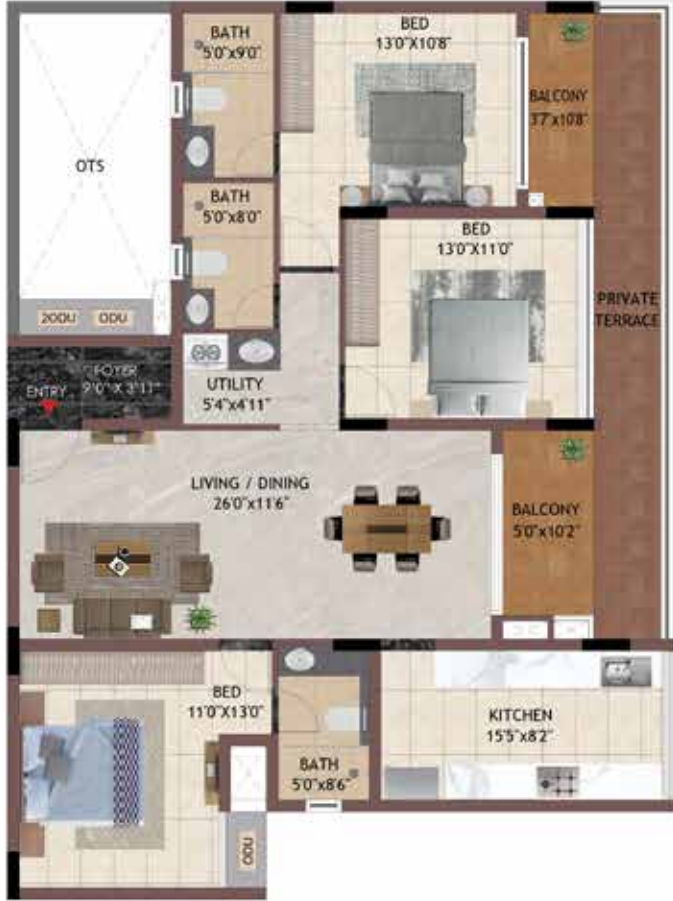 BATH
5'0"x9'0"
BED
13'0"X10'8"
BALCONY
3'7"x10'8"
OTS
BATH
5'0"x8'0"
BED
13'0"X11'0"
PRIVATE
TERRACE
2ODU ODU
FOYER
9'0" X 3'11"
ENTRY
UTILITY
5'4"x4'11"
LIVING / DINING
26'0"x11'6"
BALCONY
5'0"x10'2"
BED
11'0"X13'0"
KITCHEN
15'5"x8'2"
BATH
5'0"x8'6"
ODU